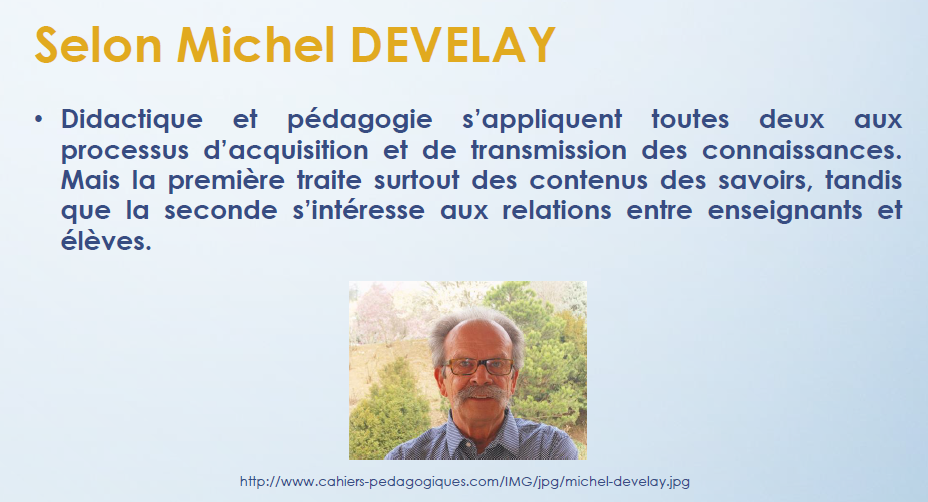 Selon Michel DEVELAY
• Didactique et pédagogie s’appliquent toutes deux aux
processus d’acquisition et de transmission des connaissances.
Mais la première traite surtout des contenus des savoirs, tandis
que la seconde s’intéresse aux relations entre enseignants et
élèves.
http://www.cahiers-pedagogiques.com/IMG/jpg/michel-develay.jpg